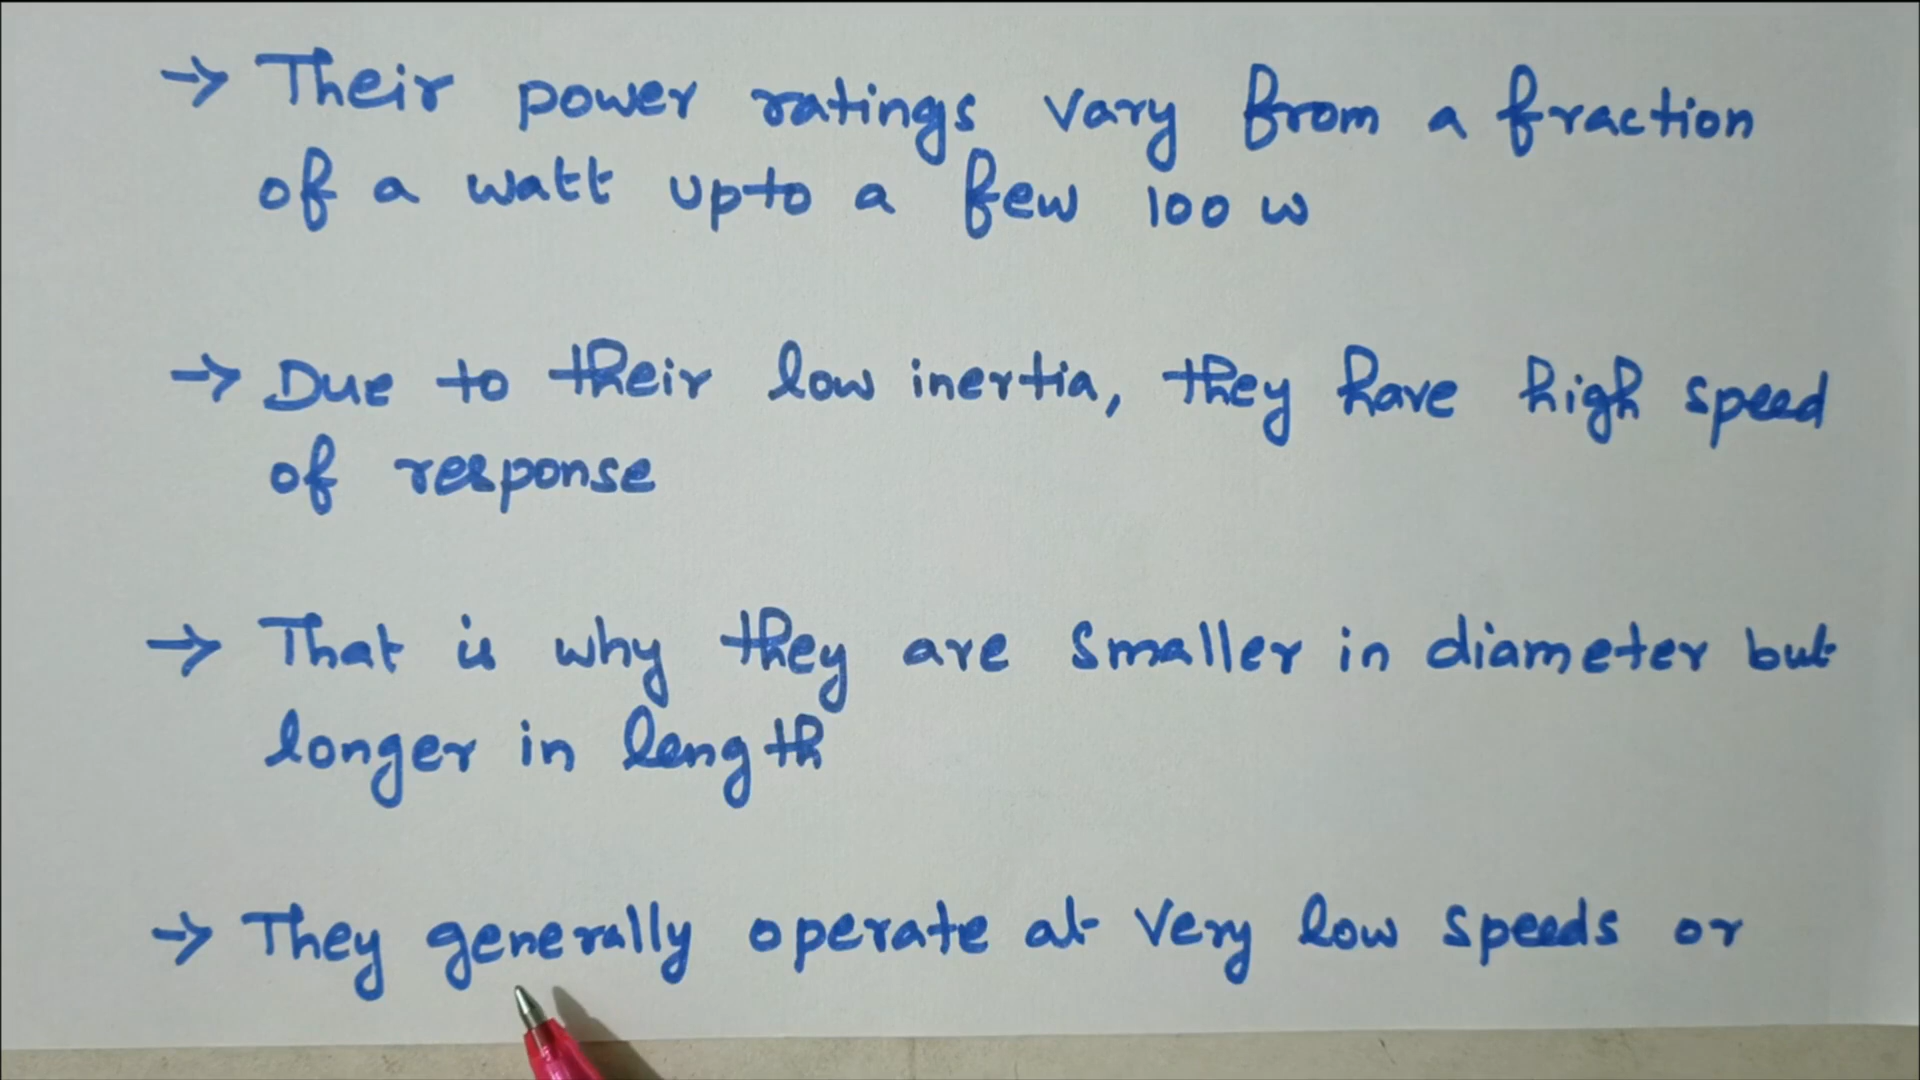 → Their power ratings vary from a fraction
of a watt upto a few 100 w
→ Due to their low inertia, they have high speed
of response
→ That is why they are smaller in diameter but
longer in length
→ They generally operate at very low speeds or